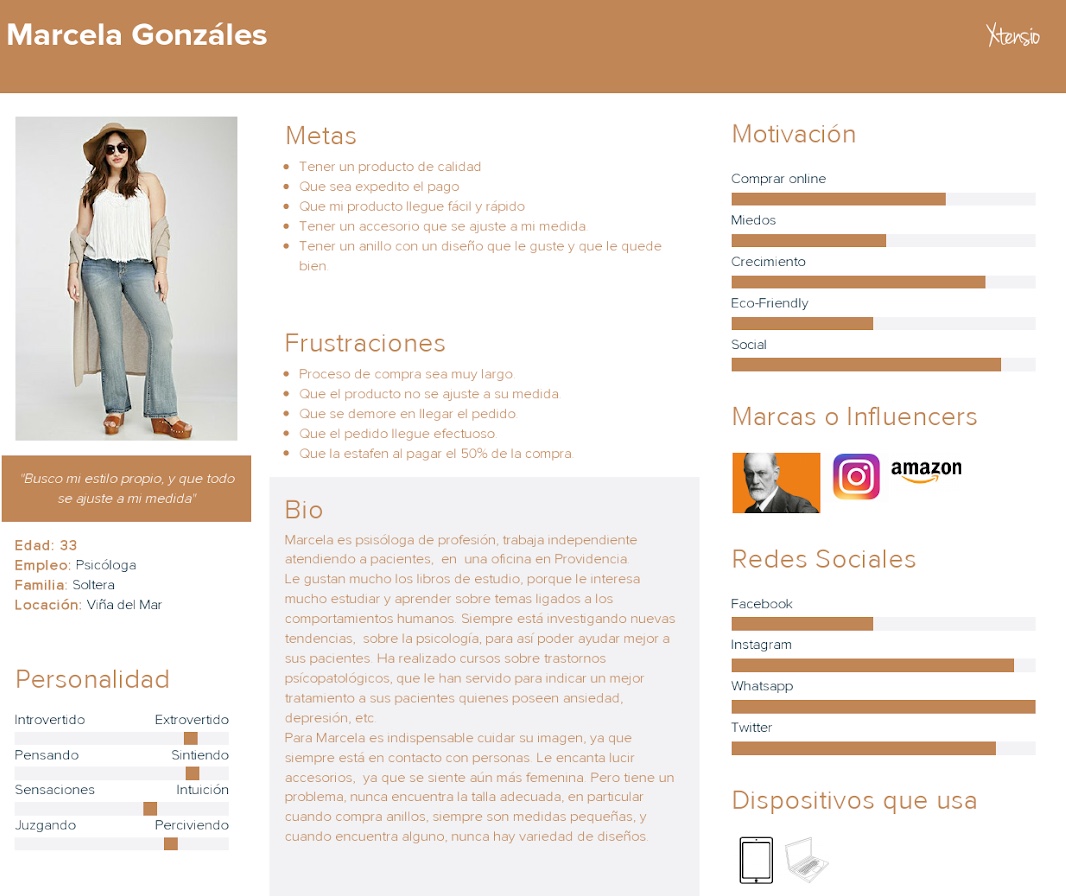 Marcela Gonzáles
Xtensio
"Busco mi estilo propio, y que todo
se ajuste a mi medida"
Edad: 33
Empleo: Psicóloga
Familia: Soltera
Locación: Viña del Mar
Personalidad
Introvertido Extrovertido
Pensando Sintiendo
Sensaciones Intuición
Juzgando Perciviendo
Metas
Tener un producto de calidad
Que sea expedito el pago
Que mi producto llegue fácil y rápido
Tener un accesorio que se ajuste a mi medida.
Tener un anillo con un diseño que le guste y que le quede
bien.
Frustraciones
Proceso de compra sea muy largo
Que el producto no se ajuste a su medida.
Que se demore en llegar el pedido.
Que el pedido llegue efectuoso.
Que la estafen al pagar el 50% de la compra.
Bio
Marcela es psisóloga de profesión, trabaja independiente
atendiendo a pacientes, en una oficina en Providencia.
Le gustan mucho los libros de estudio, porque le interesa
mucho estudiar y aprender sobre temas ligados a los
comportamientos humanos. Siempre está investigando nuevas
tendencias, sobre la psicología, para así poder ayudar mejor a
sus pacientes. Ha realizado cursos sobre trastornos
psícopatológicos, que le han servido para indicar un mejor
tratamiento a sus pacientes quienes poseen ansiedad,
depresión, etc.
Para Marcela es indispensable cuidar su imagen, ya que
siempre está en contacto con personas. Le encanta lucir
accesorios, ya que se siente aún más femenina. Pero tiene un
problema, nunca encuentra la talla adecuada, en particular
cuando compra anillos, siempre son medidas pequeñas, y
cuando encuentra alguno, nunca hay variedad de diseños.
Motivación
Comprar online
Miedos
Crecimiento
Eco-Friendly
Social
Marcas o Influencers
amazon
Redes Sociales
Facebook
Instagram
Whatsapp
Twitter
Dispositivos que usa